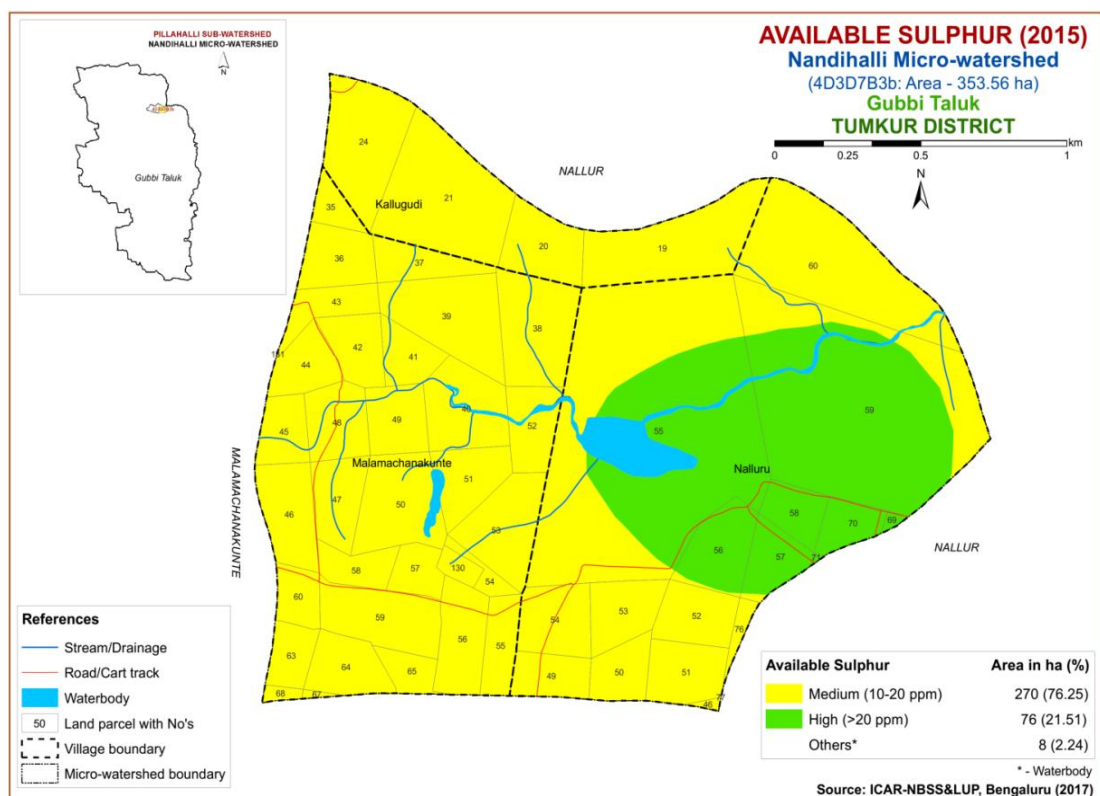 PILLAHALLI SUB-WATERSHED
NANDIHALLI MICRO-WATERSHED
N
Gubbi Taluk
AVAILABLE SULPHUR (2015)
Nandihalli Micro-watershed
(4D3D7B3b: Area - 353.56 ha)
Gubbi Taluk
TUMKUR DISTRICT
km
0 0.25 0.5 1
N
NALLUR
24
21
Kallugudi
35
20
19
60
36
37
43
39
38
42
41
44
59
40
48
49
52
45
55
Malamachanakunte
Nalluru
51
47
50
MALAMACHANAKUNTE
46
58
70
69
53
56
57
71
NALLUR
58
57
130
54
60
59
54
53
52
76
56
55
63
64
65
49
50
51
68
67
46
References
Stream/Drainage
Road/Cart track
Waterbody
50 Land parcel with No's
Village boundary
Micro-watershed boundary
Available Sulphur Area in ha (%)
Medium (10-20 ppm) 270 (76.25)
High (>20 ppm) 76 (21.51)
Others* 8 (2.24)
* - Waterbody
Source: ICAR-NBSS&LUP, Bengaluru (2017)